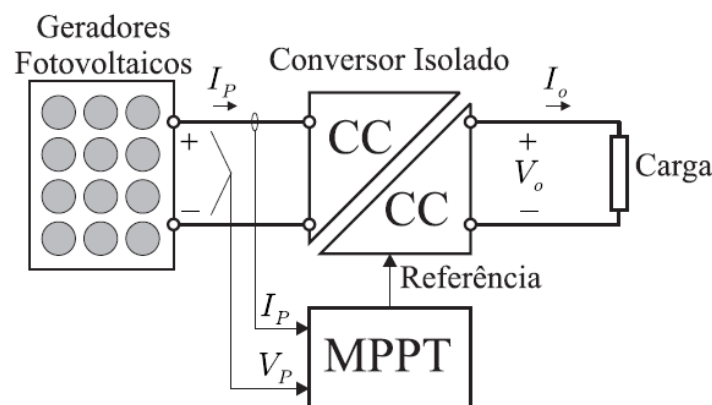 Geradores
Fotovoltaicos
I_P
Conversor Isolado
I_o
+
−
CC
CC
+
V_o
−
Carga
Referência
I_P
V_P
MPPT